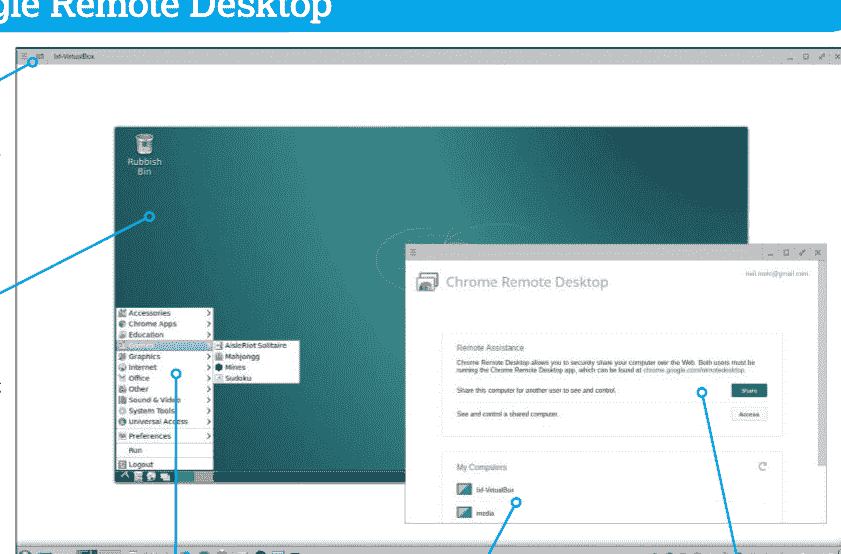 gle Remote Desktop
lxf-VirtualBox
Rubbish
Bin
Chrome Remote Desktop
Remote Assistance
Chrome Remote Desktop allows you to securely share your computer over the Web. Both users must be
running the Chrome Remote Desktop app, which can be found at chrome.google.com/remotedesktop.
Share this computer for another user to see and control.
Share
See and control a shared computer.
Access
My Computers
lxf-VirtualBox
media
Accessories
Chrome Apps
Education
Graphics
Internet
Office
Other
Sound & Video
System Tools
Universal Access
Preferences
Run
Logout
AisleRiot Solitaire
Mahjongg
Mines
Sudoku